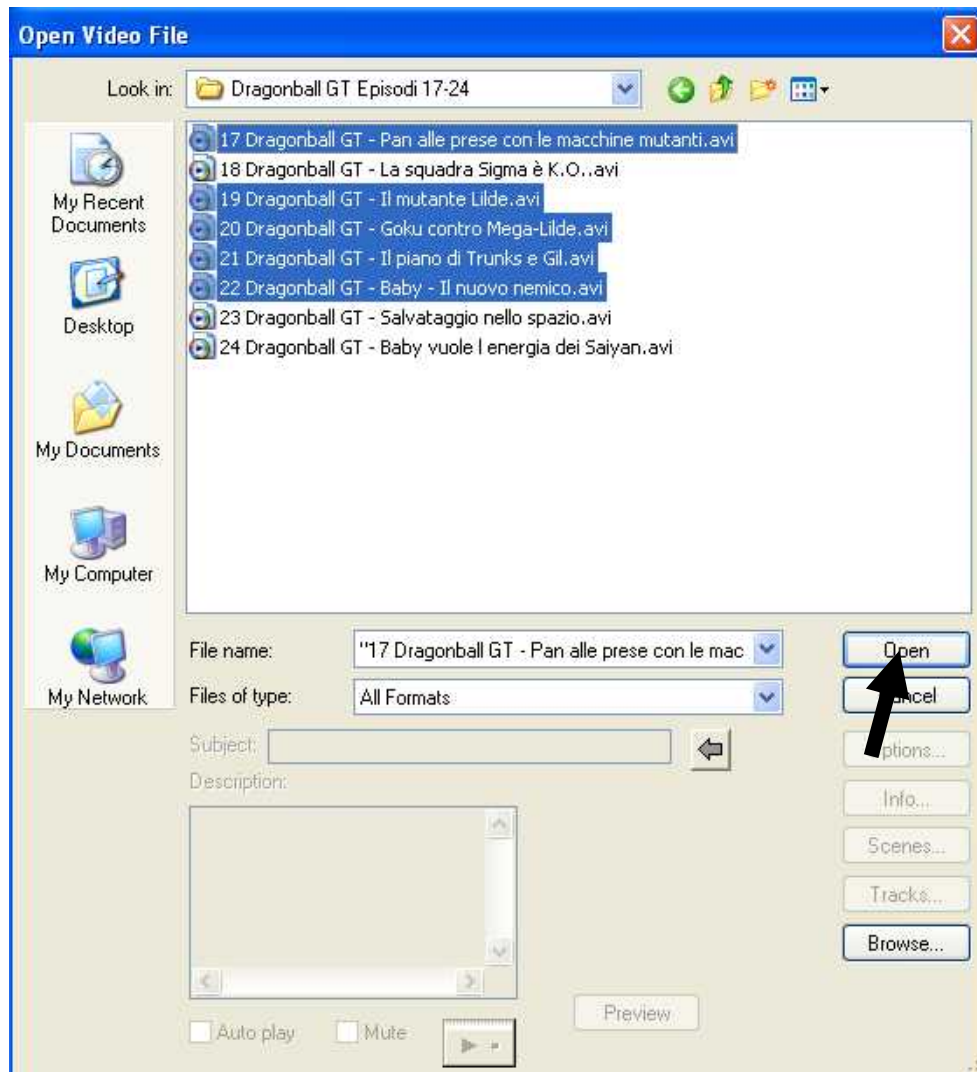 Open Video File
Look in: Dragonball GT Episodi 17-24
My Recent
Documents
Desktop
My Documents
My Computer
My Network
17 Dragonball GT - Pan alle prese con le macchine mutanti.avi
18 Dragonball GT - La squadra Sigma è K.O..avi
19 Dragonball GT - Il mutante Lilde.avi
20 Dragonball GT - Goku contro Mega-Lilde.avi
21 Dragonball GT - Il piano di Trunks e Gil.avi
22 Dragonball GT - Baby - Il nuovo nemico.avi
23 Dragonball GT - Salvataggio nello spazio.avi
24 Dragonball GT - Baby vuole l energia dei Saiyan.avi
File name: "17 Dragonball GT - Pan alle prese con le mac
Open
Files of type: All Formats
Cancel
Subject:
Options...
Description:
Info...
Scenes...
Tracks...
Browse...
Preview
Auto play
Mute